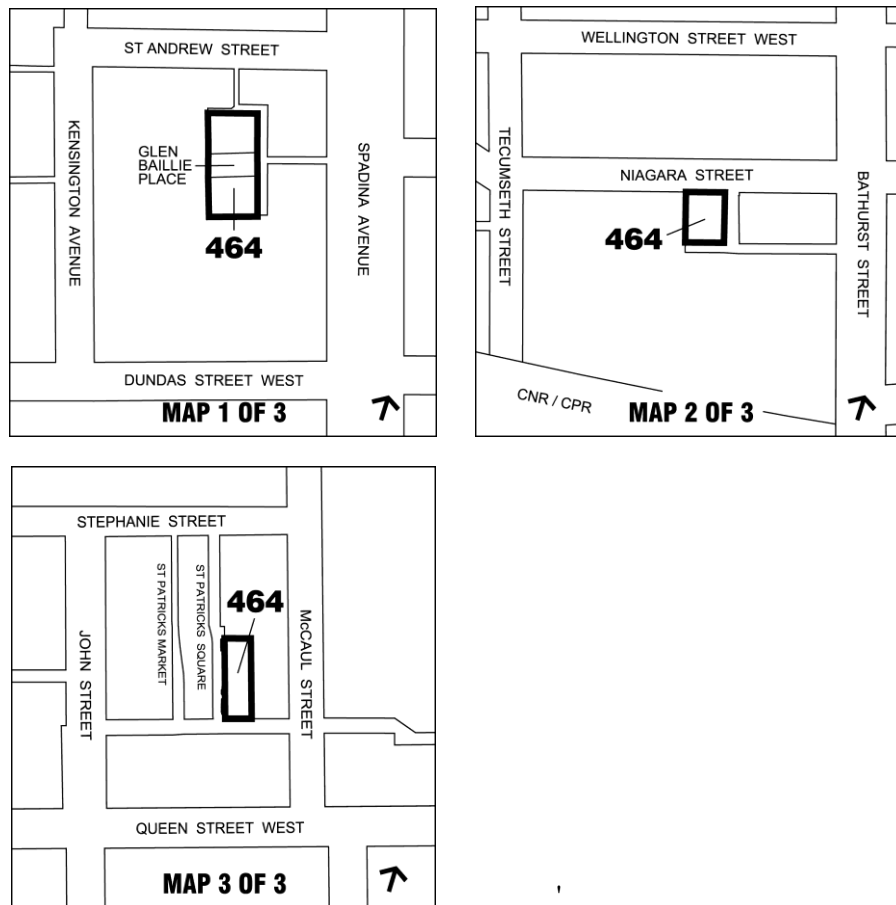 ST ANDREW STREET
KENSINGTON AVENUE
GLEN
BAILLIE
PLACE
SPADINA AVENUE
464
DUNDAS STREET WEST
MAP 1 OF 3
WELLINGTON STREET WEST
TECUMSETH STREET
NIAGARA STREET
BATHURST STREET
464
CNR / CPR
MAP 2 OF 3
STEPHANIE STREET
JOHN STREET
ST PATRICKS MARKET
ST PATRICKS SQUARE
464
McCAUL STREET
QUEEN STREET WEST
MAP 3 OF 3